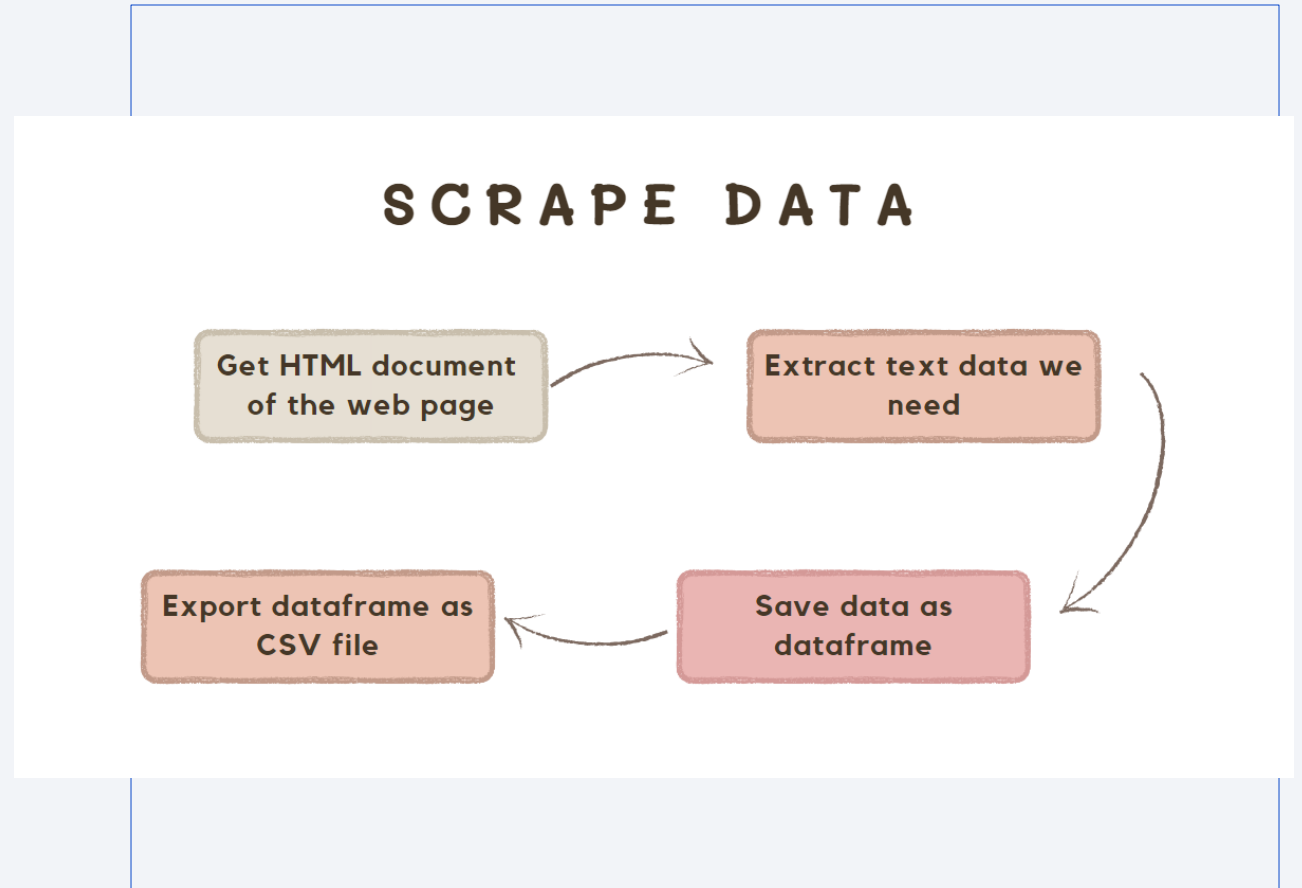 SCRAPE DATA
Get HTML document
of the web page
Extract text data we
need
Save data as
dataframe
Export dataframe as
CSV file